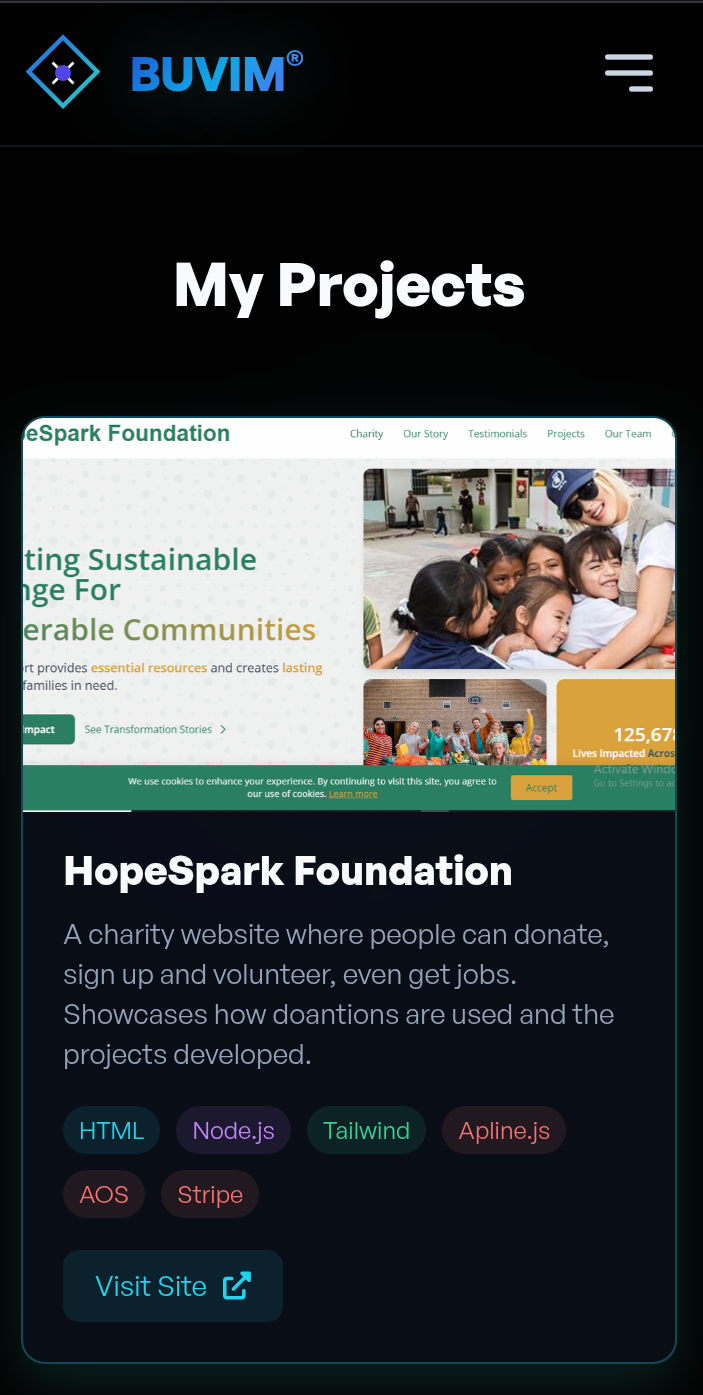 BUVIM®
My Projects
eSpark Foundation
Charity Our Story Testimonials Projects Our Team
ting Sustainable
nge For
erable Communities
rt provides essential resources and creates lasting
families in need.
mpact
See Transformation Stories
125,678
Lives Impacted Acros
We use cookies to enhance your experience. By continuing to visit this site, you agree to
our use of cookies. Learn more
Accept
Activate Windo
Go to Settings to ac
HopeSpark Foundation
A charity website where people can donate,
sign up and volunteer, even get jobs.
Showcases how doantions are used and the
projects developed.
HTML Node.js Tailwind Apline.js
AOS Stripe
Visit Site